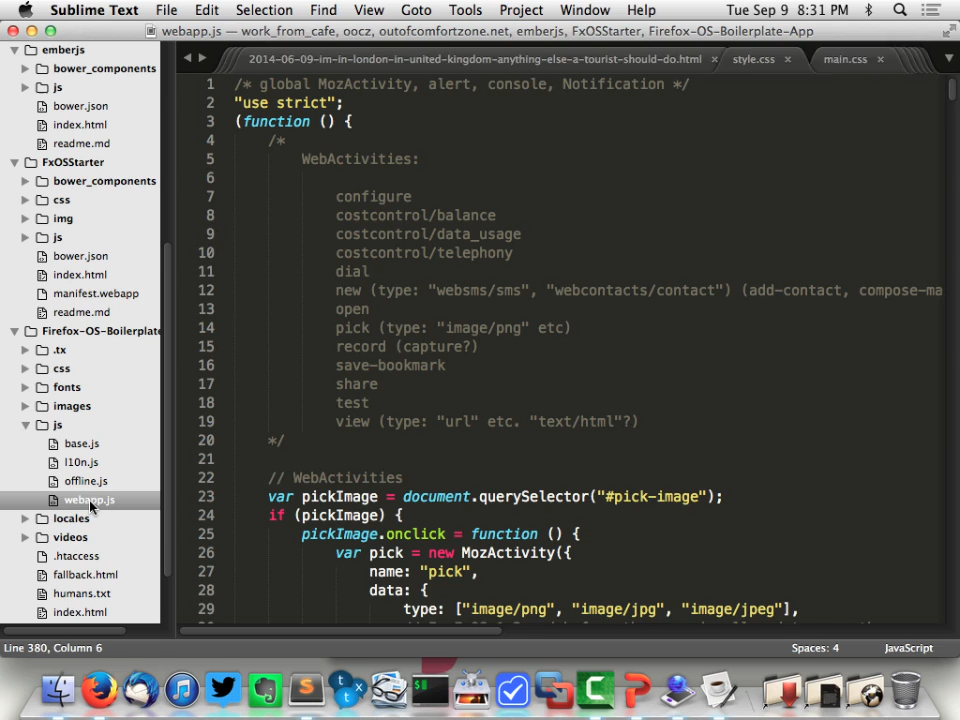 Sublime Text File Edit Selection Find View Goto Tools Project Window Help Tue Sep 9 8:31 PM
webapp.js — work_from_cafe, oocz, outofcomfortzone.net, emberjs, FxOSStarter, Firefox-OS-Boilerplate-App
emberjs
bower_components
js
bower.json
index.html
readme.md
FxOSStarter
bower_components
css
img
js
bower.json
index.html
manifest.webapp
readme.md
Firefox-OS-Boilerplate
.tx
css
fonts
images
js
base.js
l10n.js
offline.js
webapp.js
locales
videos
.htaccess
fallback.html
humans.txt
index.html
2014-06-09-im-in-london-in-united-kingdom-anything-else-a-tourist-should-do.html × style.css × main.css ×
1 /* global MozActivity, alert, console, Notification */
2 "use strict";
3 (function () {
4 /*
5 WebActivities:
6
7 configure
8 costcontrol/balance
9 costcontrol/data_usage
10 costcontrol/telephony
11 dial
12 new (type: "websms/sms", "webcontacts/contact") (add-contact, compose-ma
13 open
14 pick (type: "image/png" etc)
15 record (capture?)
16 save-bookmark
17 share
18 test
19 view (type: "url" etc. "text/html"?)
20 */
21
22 // WebActivities
23 var pickImage = document.querySelector("#pick-image");
24 if (pickImage) {
25 pickImage.onclick = function () {
26 var pick = new MozActivity({
27 name: "pick",
28 data: {
29 type: ["image/png", "image/jpg", "image/jpeg"],
Line 380, Column 6 Spaces: 4 JavaScript